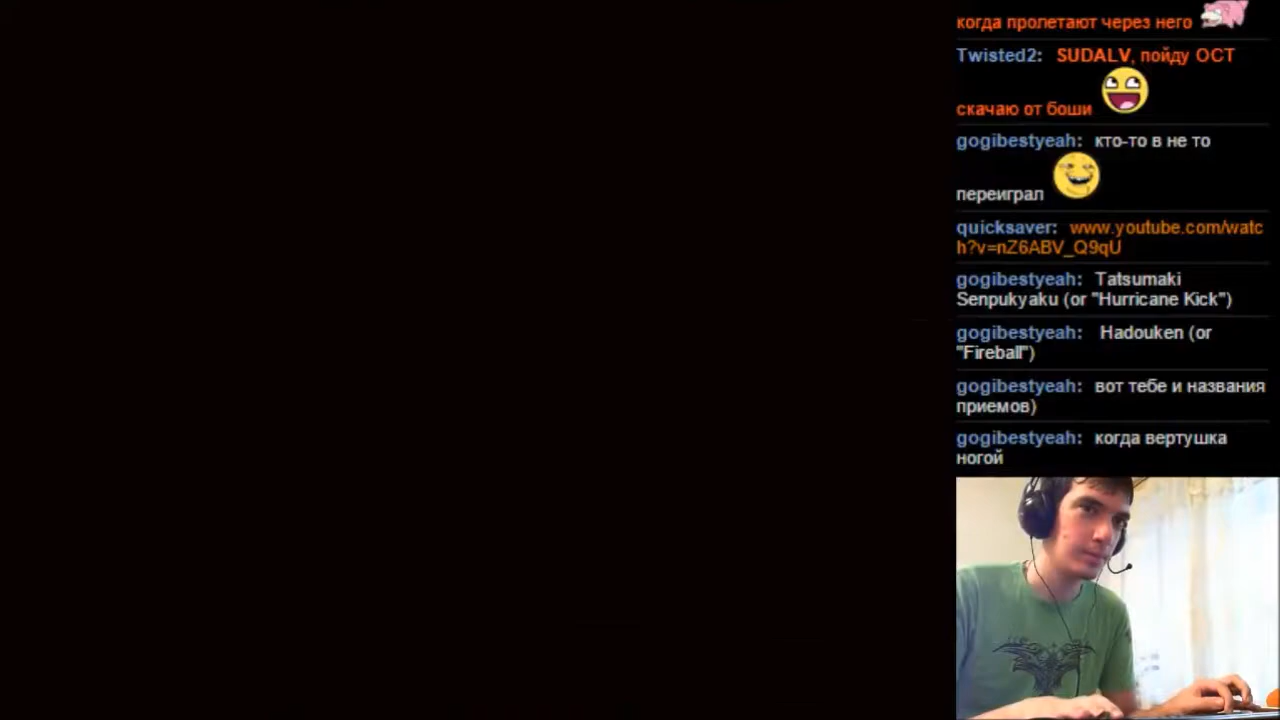 когда пролетают через него
Twisted2: SUDALV, пойду ОСТ
скачаю от боши
gogibestyeah: кто-то в не то
переиграл
quicksaver: www.youtube.com/watc
h?v=nZ6ABV_Q9qU
gogibestyeah: Tatsumaki
Senpukyaku (or "Hurricane Kick")
gogibestyeah: Hadouken (or
"Fireball")
gogibestyeah: вот тебе и названия
приемов)
gogibestyeah: когда вертушка
ногой